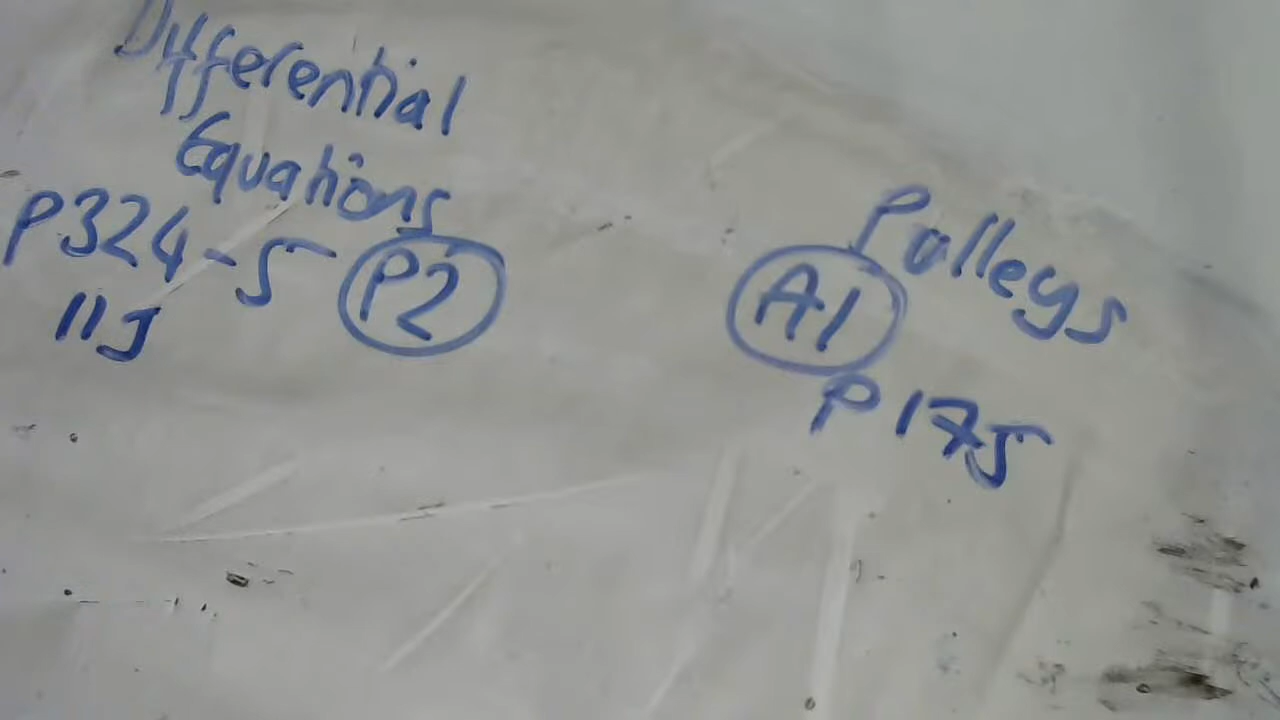 Differential
Equations
P324-5 P2
11J
Pulleys
A1
P175